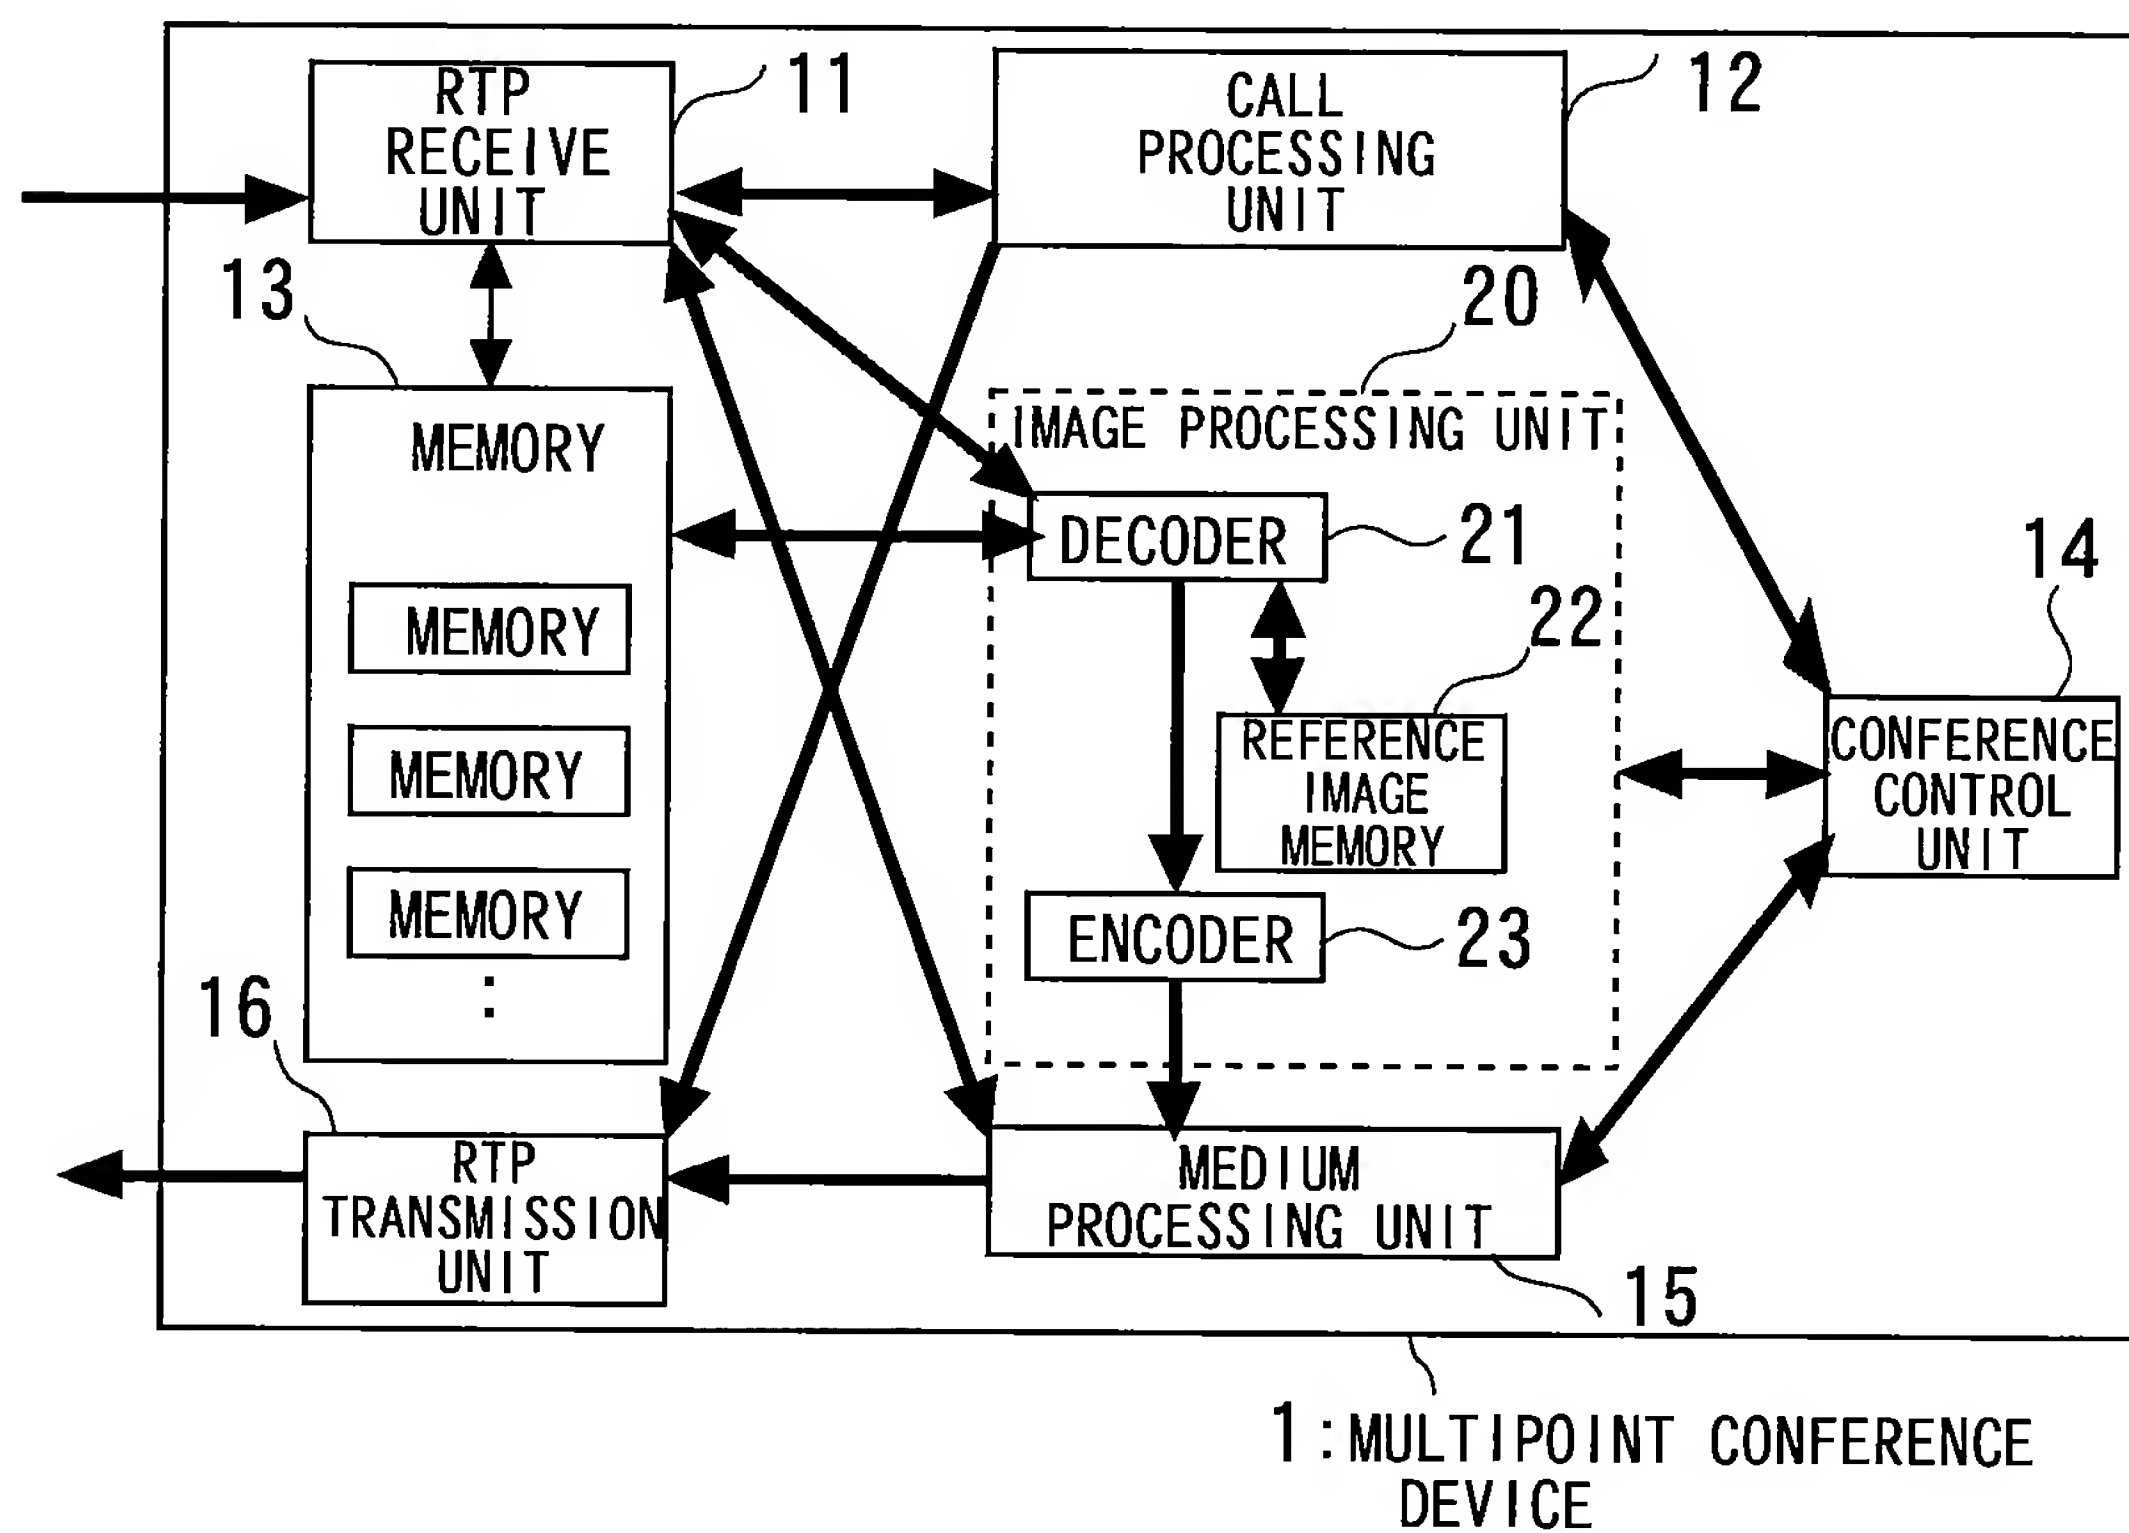 RTP
RECEIVE
UNIT
11
CALL
PROCESSING
UNIT
12
13
20
MEMORY
IMAGE PROCESSING UNIT
DECODER
21
14
MEMORY
22
REFERENCE
IMAGE
MEMORY
CONFERENCE
CONTROL
UNIT
MEMORY
MEMORY
:
ENCODER
23
16
RTP
TRANSMISSION
UNIT
MEDIUM
PROCESSING UNIT
15
1:MULTIPOINT CONFERENCE
DEVICE